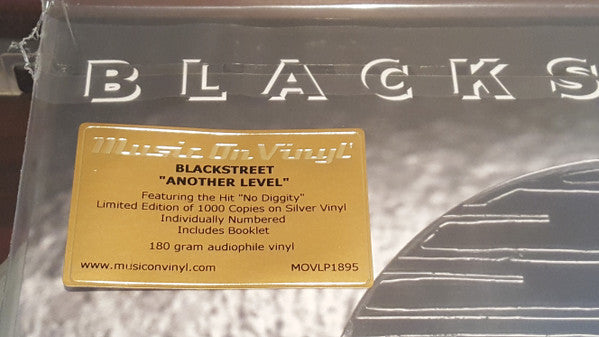 BLACKS
Music On Vinyl
BLACKSTREET
"ANOTHER LEVEL"
Featuring the Hit "No Diggity"
Limited Edition of 1000 Copies on Silver Vinyl
Individually Numbered
Includes Booklet
180 gram audiophile vinyl
www.musiconvinyl.com MOVLP1895